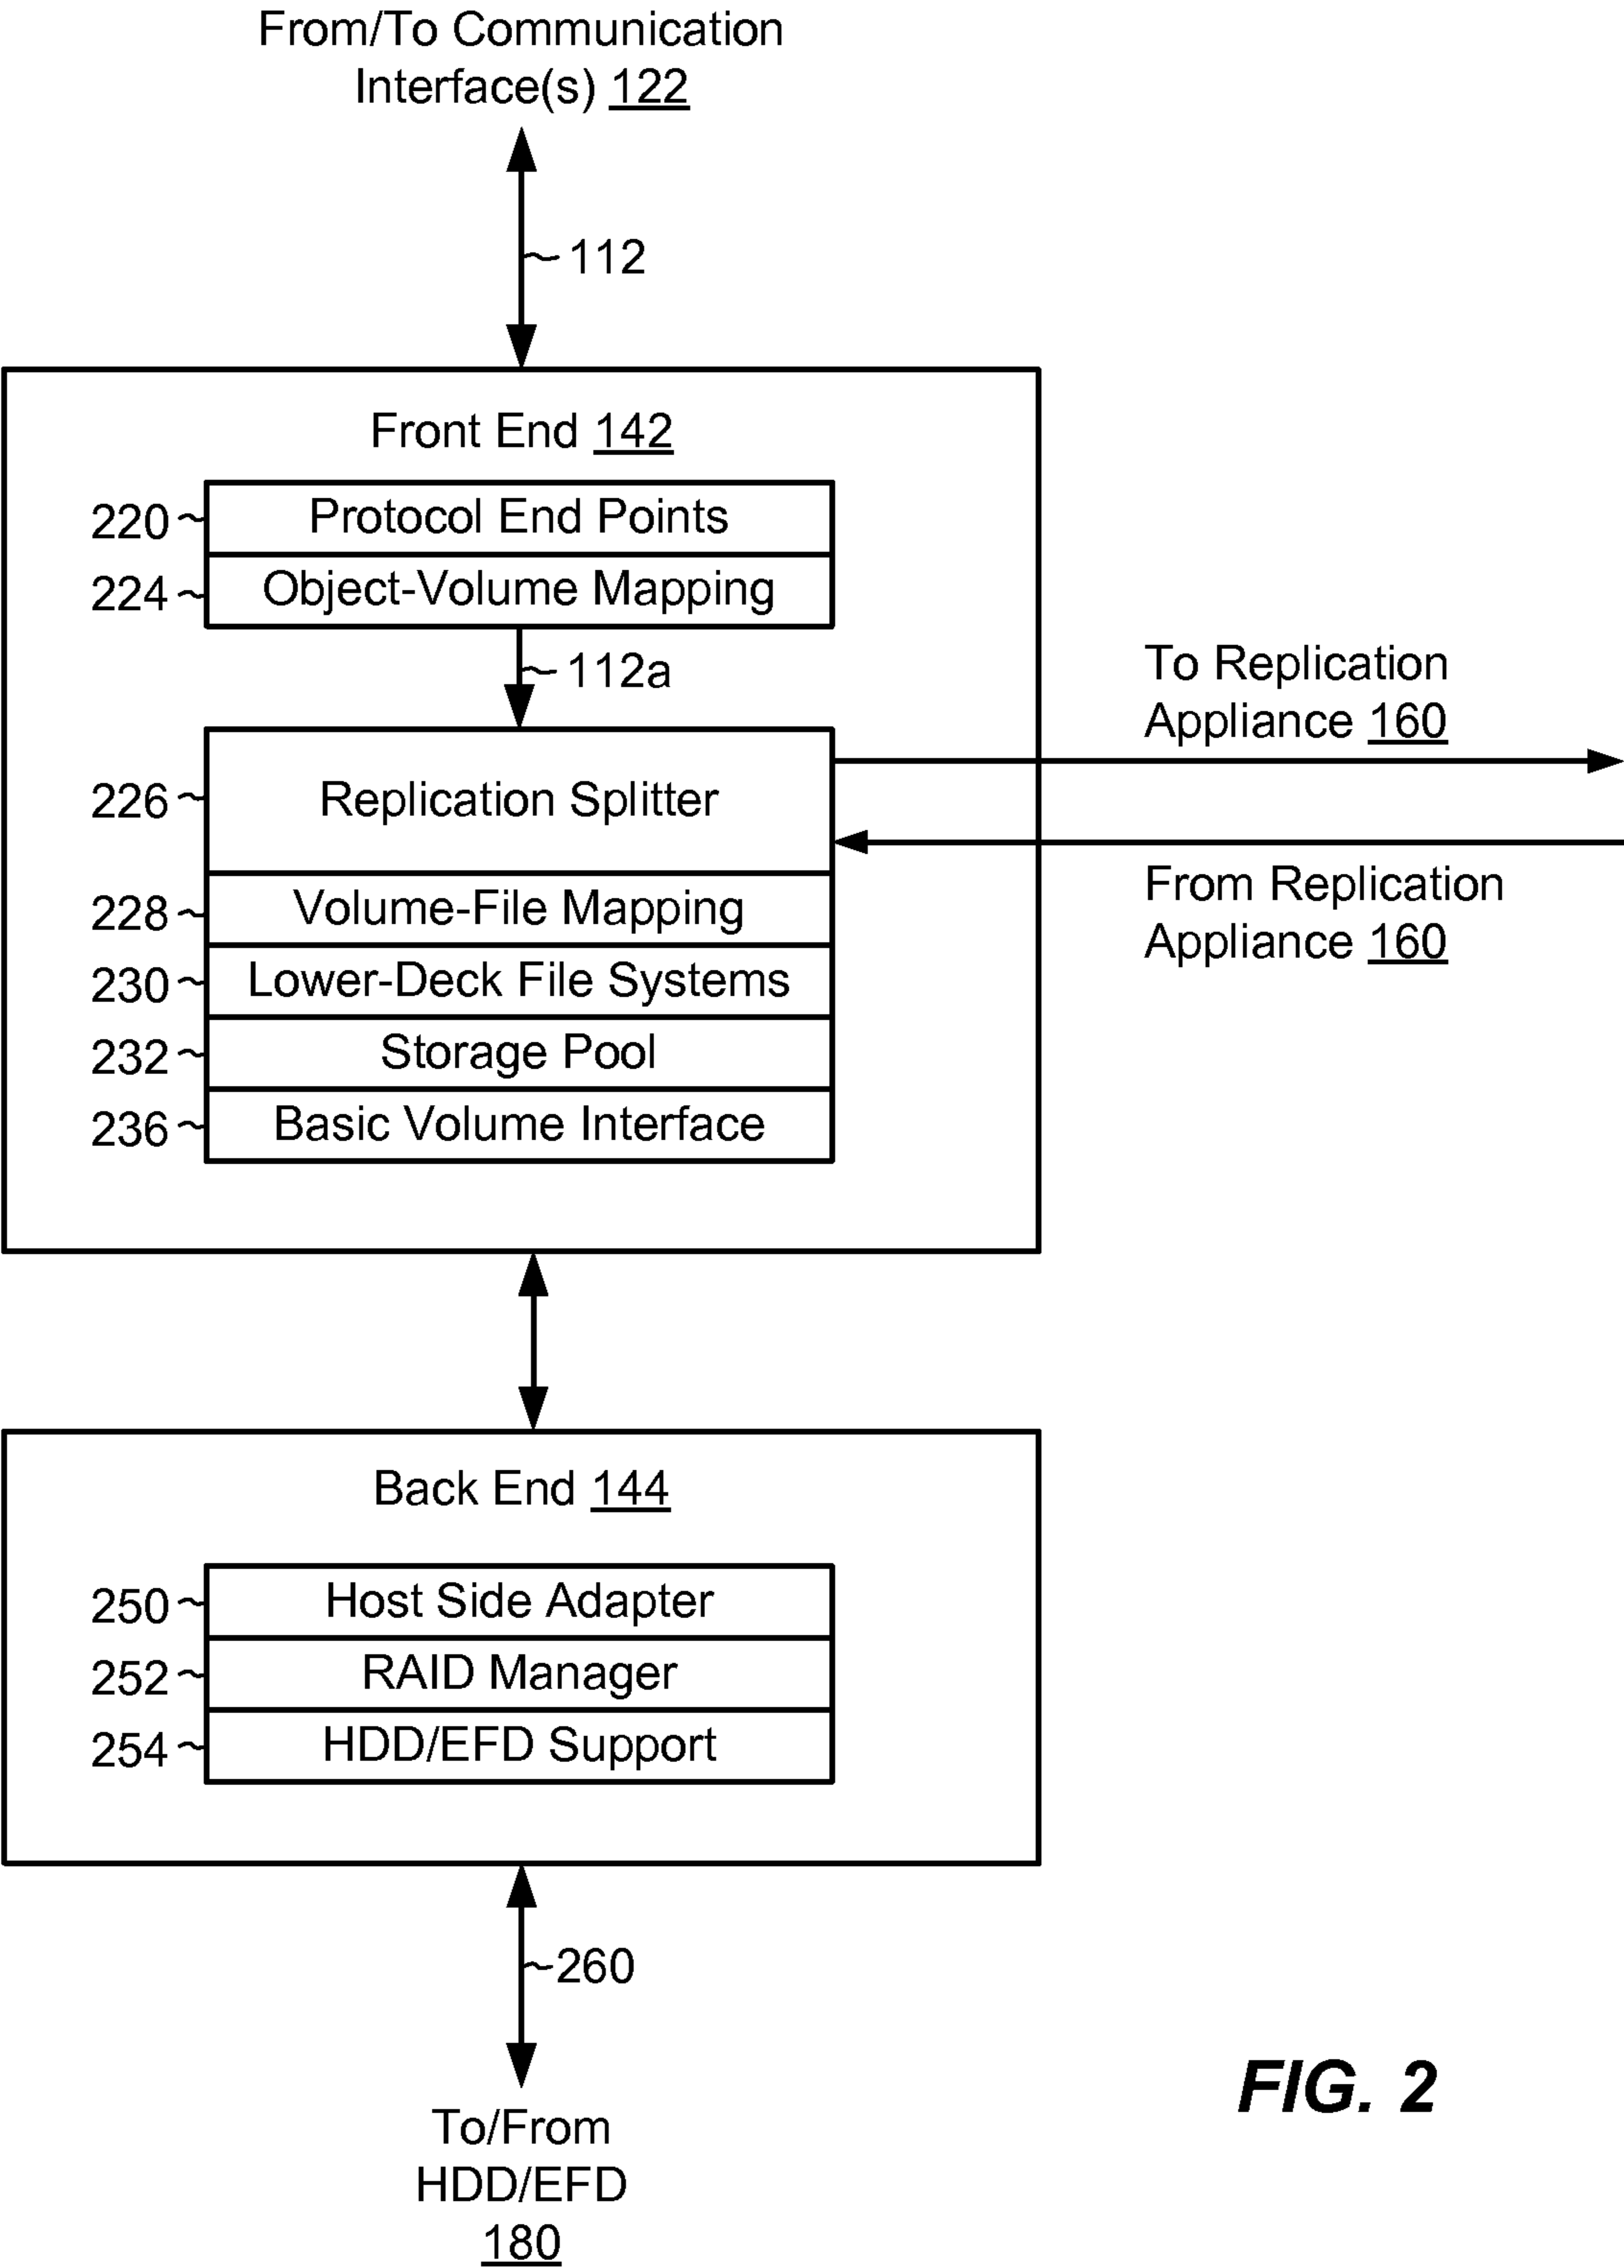 From/To Communication
Interface(s) 122
112
Front End 142
220 Protocol End Points
224 Object-Volume Mapping
112a
To Replication
Appliance 160
226 Replication Splitter
From Replication
Appliance 160
228 Volume-File Mapping
230 Lower-Deck File Systems
232 Storage Pool
236 Basic Volume Interface
Back End 144
250 Host Side Adapter
252 RAID Manager
254 HDD/EFD Support
260
FIG. 2
To/From
HDD/EFD
180